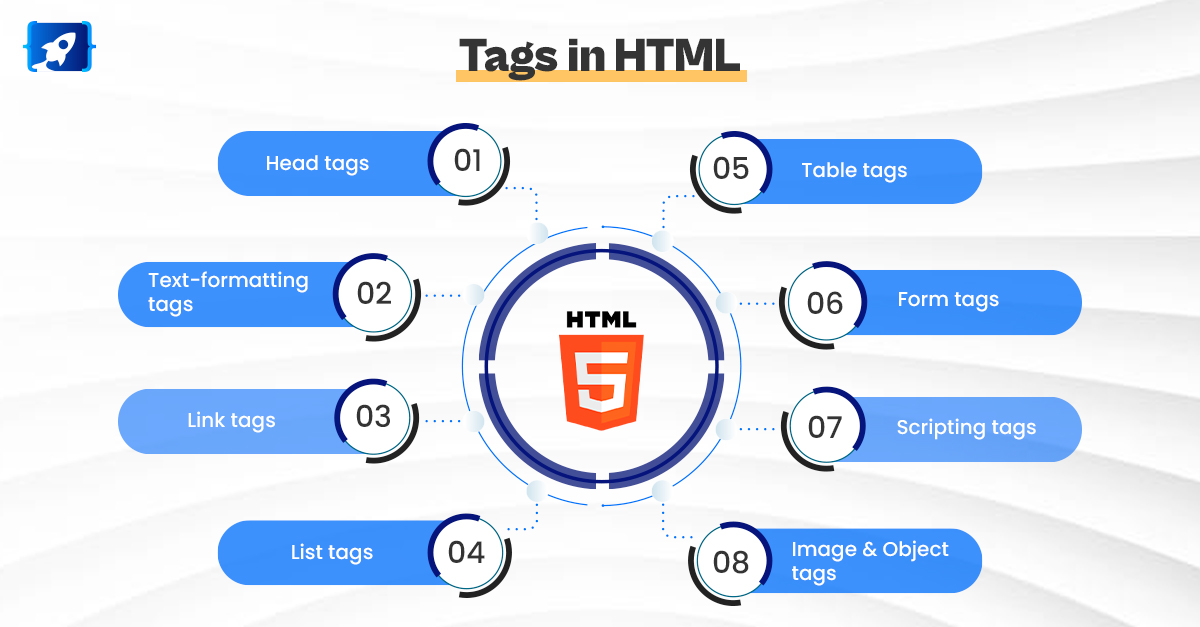 Tags in HTML
01
Head tags
02
Text-formatting
tags
03
Link tags
04
List tags
HTML
5
05
Table tags
06
Form tags
07
Scripting tags
08
Image & Object
tags